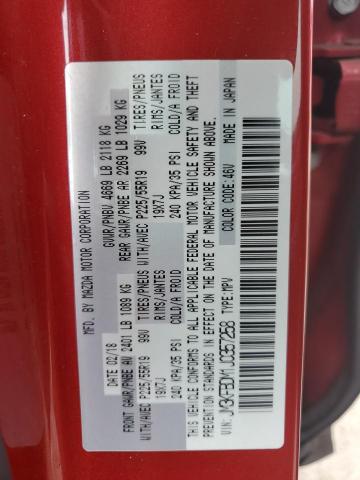 MFD. BY MAZDA MOTOR CORPORATION
DATE: 02/18 GVWR/PNBV 4669 LB 2118 KG
FRONT GAWR/PNBE AV 2401 LB 1089 KG REAR GAWR/PNBE AR 2269 LB 1029 KG
WITH/AVEC P225/55R19 99V TIRES/PNEUS WITH/AVEC P225/55R19 99V TIRES/PNEUS
19X7J RIMS/JANTES 19X7J RIMS/JANTES
240 KPA/35 PSI COLD/A FROID 240 KPA/35 PSI COLD/A FROID
THIS VEHICLE CONFORMS TO ALL APPLICABLE FEDERAL MOTOR VEHICLE SAFETY AND THEFT
PREVENTION STANDARDS IN EFFECT ON THE DATE OF MANUFACTURE SHOWN ABOVE.
VIN: JM3KFBDM1J0357258 TYPE: MPV COLOR CODE: 46V MADE IN JAPAN